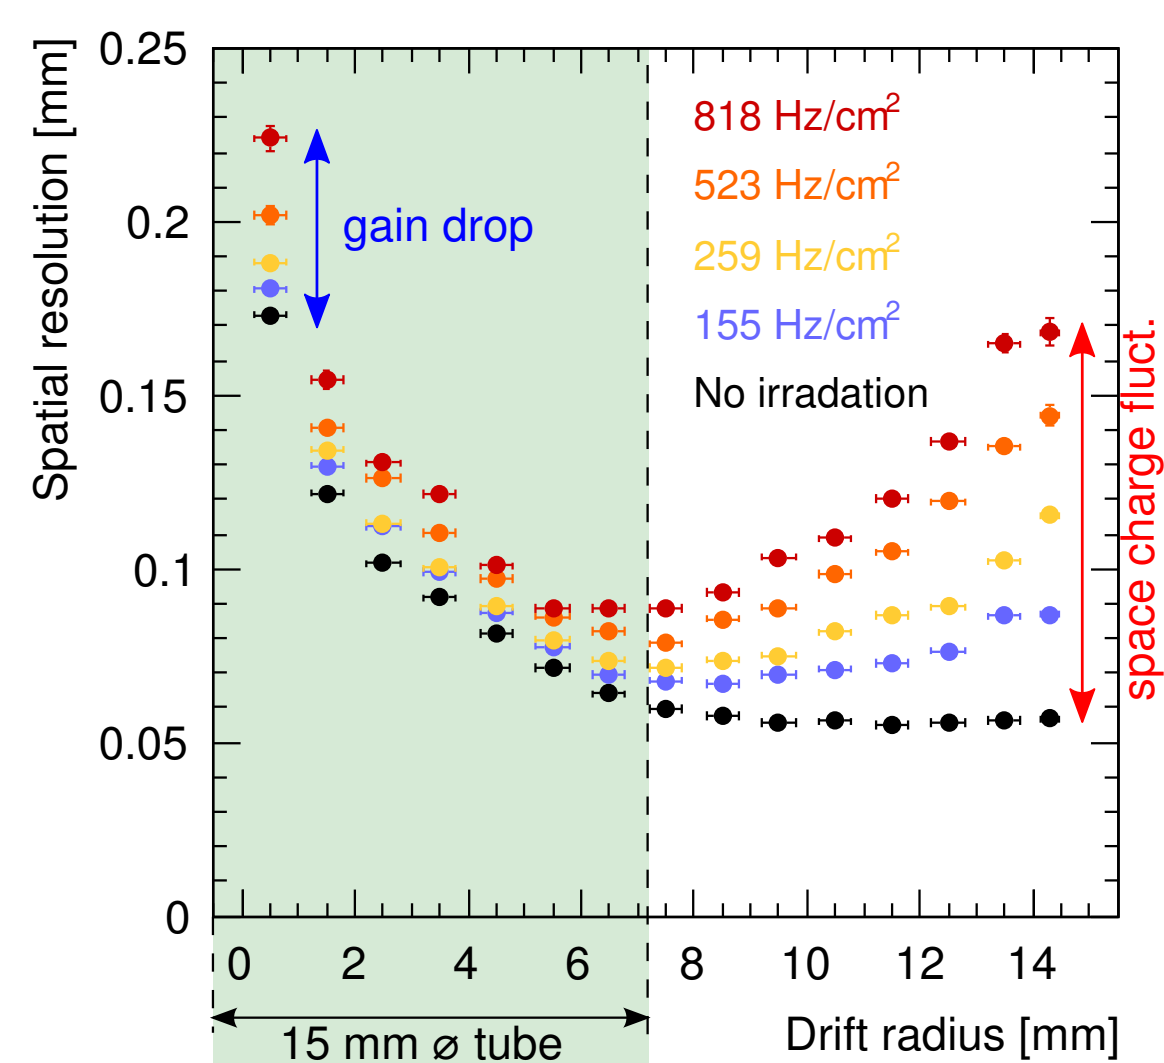 Spatial resolution [mm]
0.25
0.2
0.15
0.1
0.05
0
818 Hz/cm²
523 Hz/cm²
259 Hz/cm²
155 Hz/cm²
No irradiation
gain drop
space charge fluct.
0 2 4 6 8 10 12 14
Drift radius [mm]
15 mm ⌀ tube